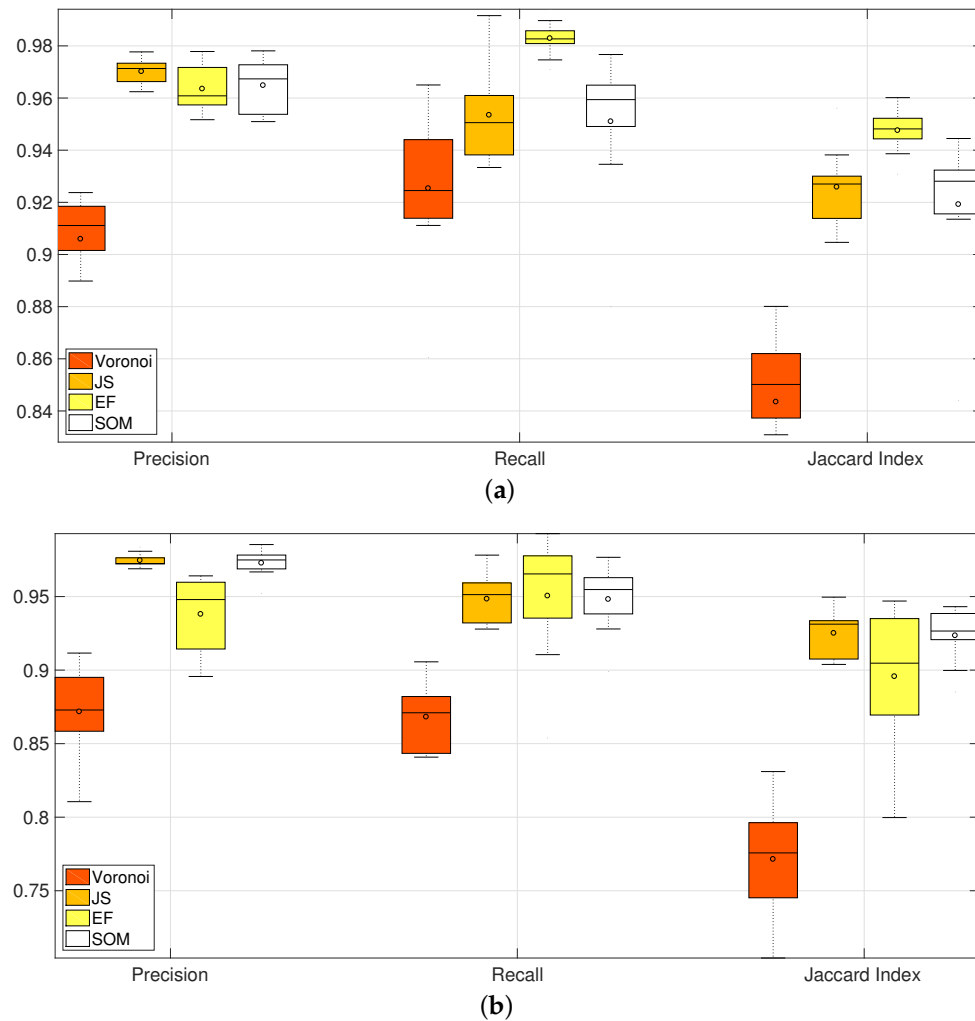 0.98
0.96
0.94
0.92
0.9
0.88
0.86
0.84
Voronoi
JS
EF
SOM
Precision Recall Jaccard Index
(a)
0.95
0.9
0.85
0.8
0.75
Voronoi
JS
EF
SOM
Precision Recall Jaccard Index
(b)